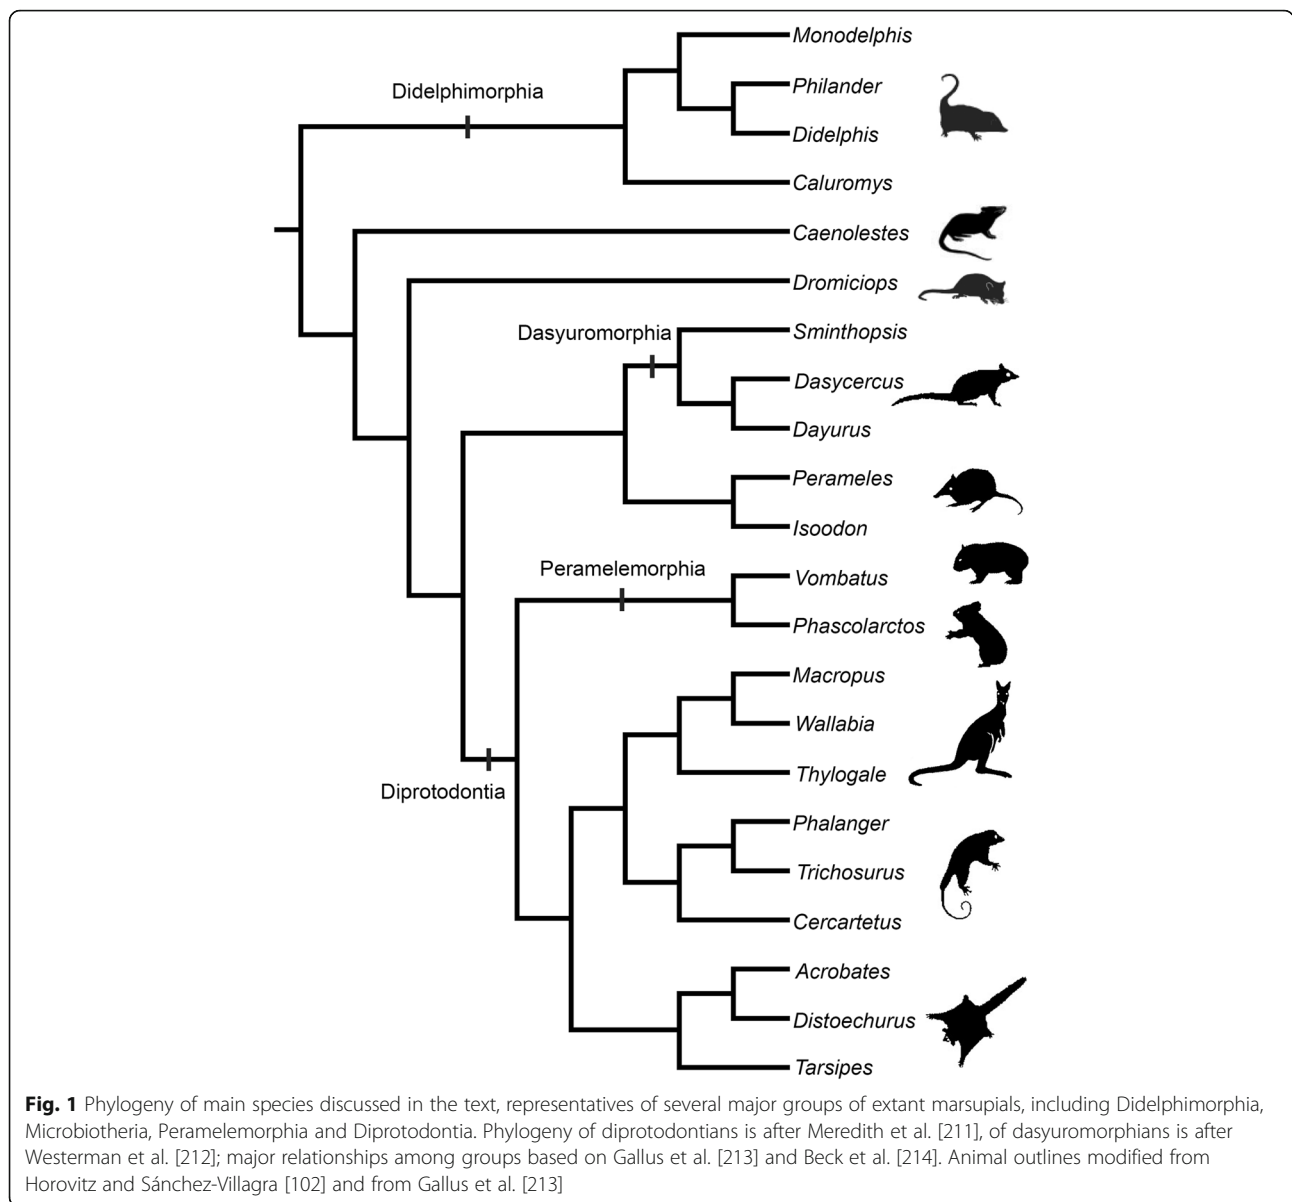 Monodelphis
Didelphimorphia
Philander
Didelphis
Caluromys
Caenolestes
Dromiciops
Dasyuromorphia
Sminthopsis
Dasycercus
Dayurus
Perameles
Isoodon
Peramelemorphia
Vombatus
Phascolarctos
Macropus
Wallabia
Thylogale
Diprotodontia
Phalanger
Trichosurus
Cercartetus
Acrobates
Distoechurus
Tarsipes
Fig. 1 Phylogeny of main species discussed in the text, representatives of several major groups of extant marsupials, including Didelphimorphia,
Microbiotheria, Peramelemorphia and Diprotodontia. Phylogeny of diprotodontians is after Meredith et al. [211], of dasyuromorphians is after
Westerman et al. [212]; major relationships among groups based on Gallus et al. [213] and Beck et al. [214]. Animal outlines modified from
Horovitz and Sánchez-Villagra [102] and from Gallus et al. [213]